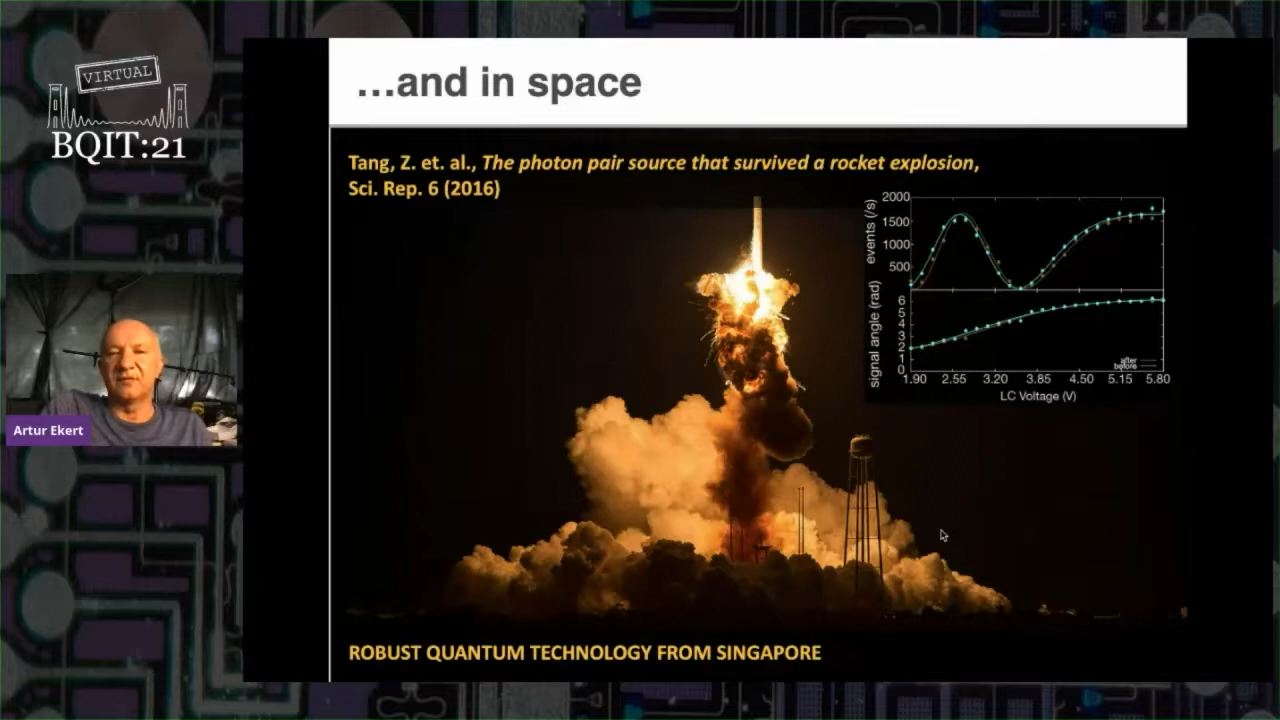 VIRTUAL
BQIT:21
Artur Ekert
…and in space
Tang, Z. et. al., The photon pair source that survived a rocket explosion,
Sci. Rep. 6 (2016)
events (/s)
2000
1500
1000
500
signal angle (rad)
6
5
4
3
2
1
0
after
before
1.90 2.55 3.20 3.85 4.50 5.15 5.80
LC Voltage (V)
ROBUST QUANTUM TECHNOLOGY FROM SINGAPORE